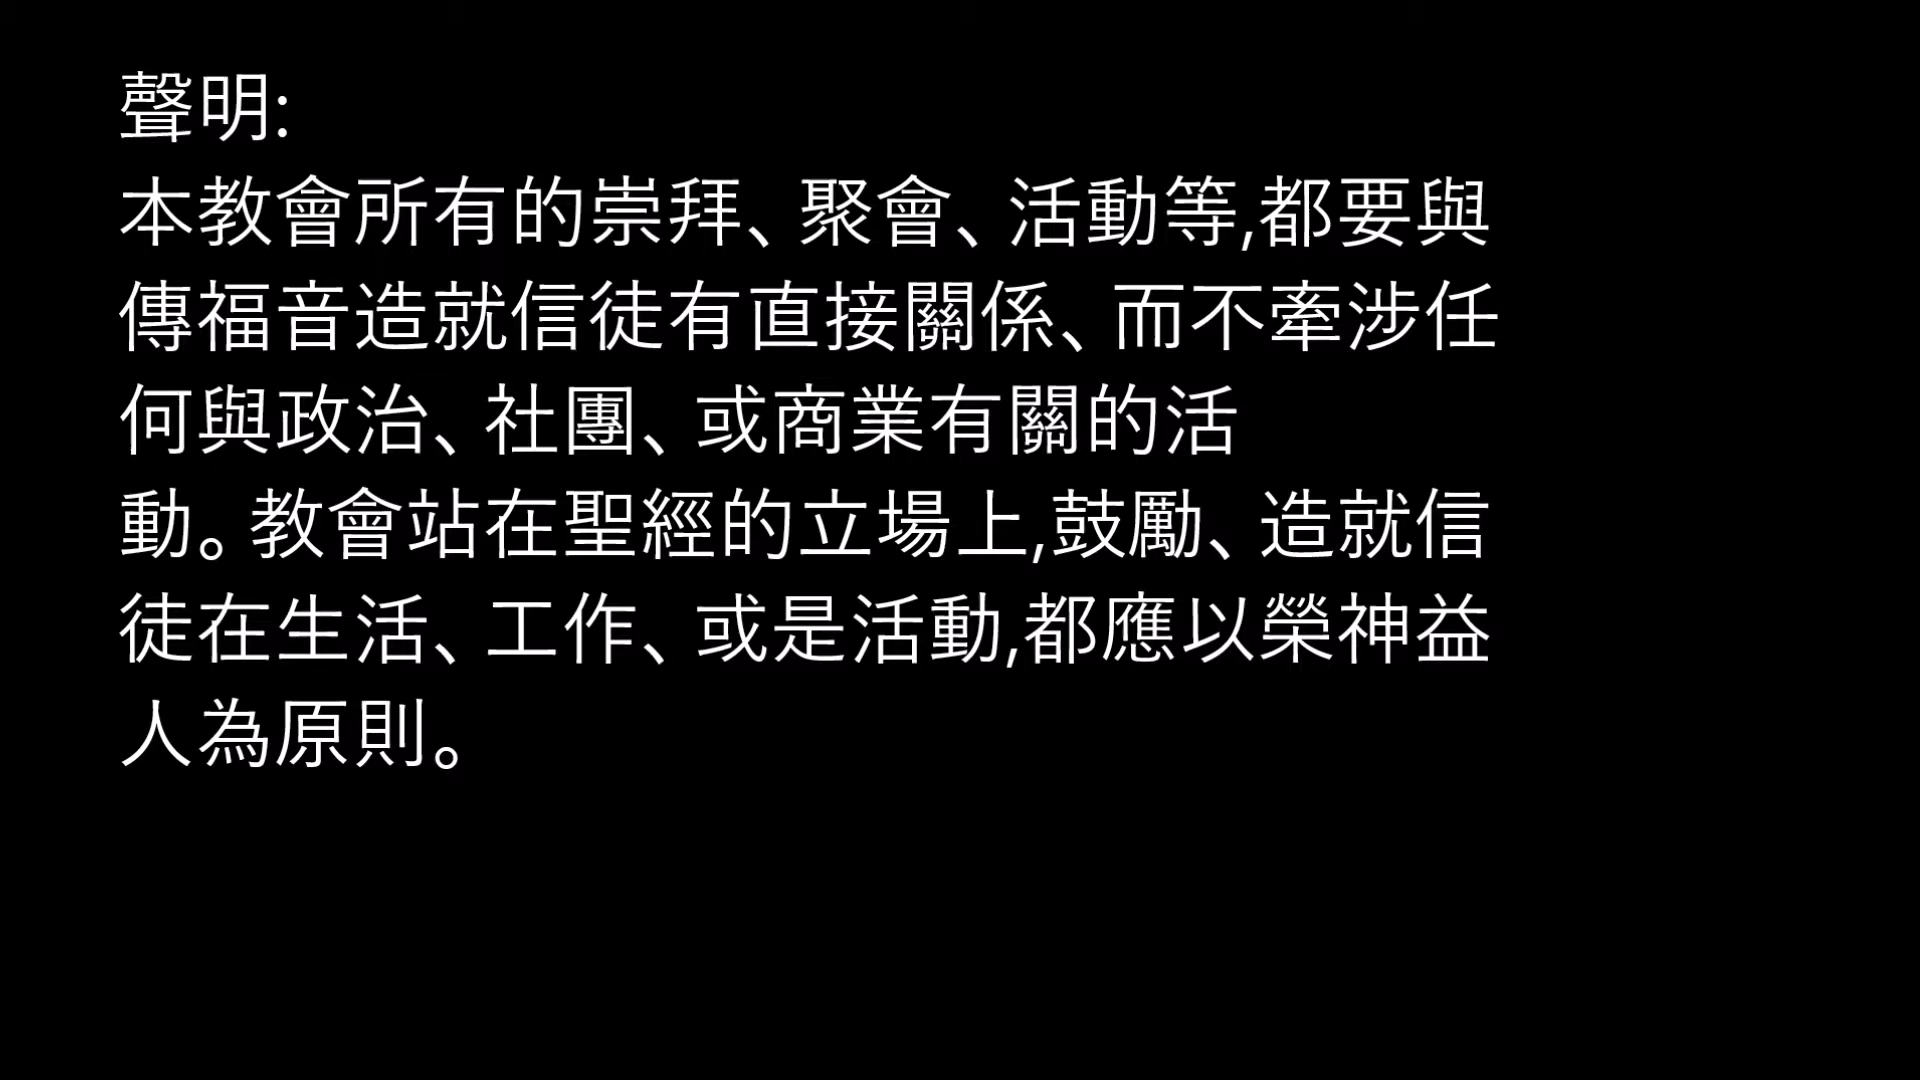 聲明:
本教會所有的崇拜、聚會、活動等,都要與
傳福音造就信徒有直接關係、而不牽涉任
何與政治、社團、或商業有關的活
動。教會站在聖經的立場上,鼓勵、造就信
徒在生活、工作、或是活動,都應以榮神益
人為原則。